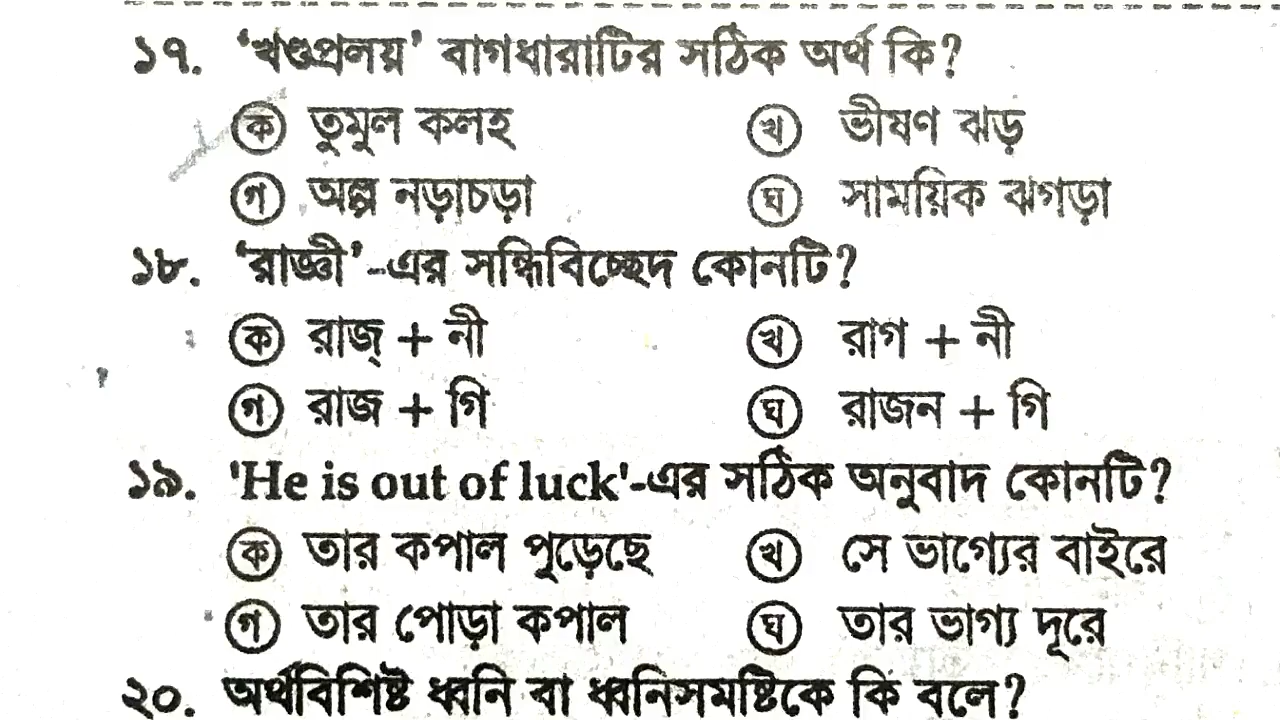 ১৭. ‘খণ্ডপ্রলয়’ বাগধারাটির সঠিক অর্থ কি?
ক তুমুল কলহ খ ভীষণ ঝড়
গ অল্প নড়াচড়া ঘ সাময়িক ঝগড়া
১৮. ‘রাজ্ঞী’-এর সন্ধিবিচ্ছেদ কোনটি?
ক রাজ্ + নী খ রাগ + নী
গ রাজ + গি ঘ রাজন + গি
১৯. 'He is out of luck'-এর সঠিক অনুবাদ কোনটি?
ক তার কপাল পুড়েছে খ সে ভাগ্যের বাইরে
গ তার পোড়া কপাল ঘ তার ভাগ্য দূরে
২০. অর্থবিশিষ্ট ধ্বনি বা ধ্বনিসমষ্টিকে কি বলে?